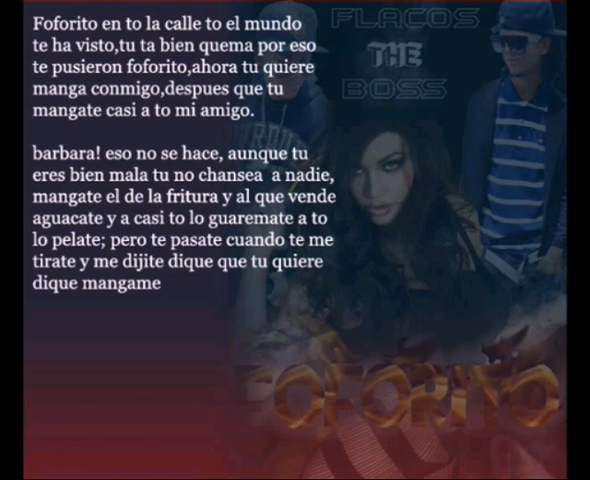 Foforito en to la calle to el mundo
te ha visto,tu ta bien quema por eso
te pusieron foforito,ahora tu quiere
manga conmigo,despues que tu
mangate casi a to mi amigo.
barbara! eso no se hace, aunque tu
eres bien mala tu no chansea a nadie,
mangate el de la fritura y al que vende
aguacate y a casi to lo guaremate a to
lo pelate; pero te pasate cuando te me
tirate y me dijite dique que tu quiere
dique mangame
FLACOS
THE
BOSS
FOFORITO